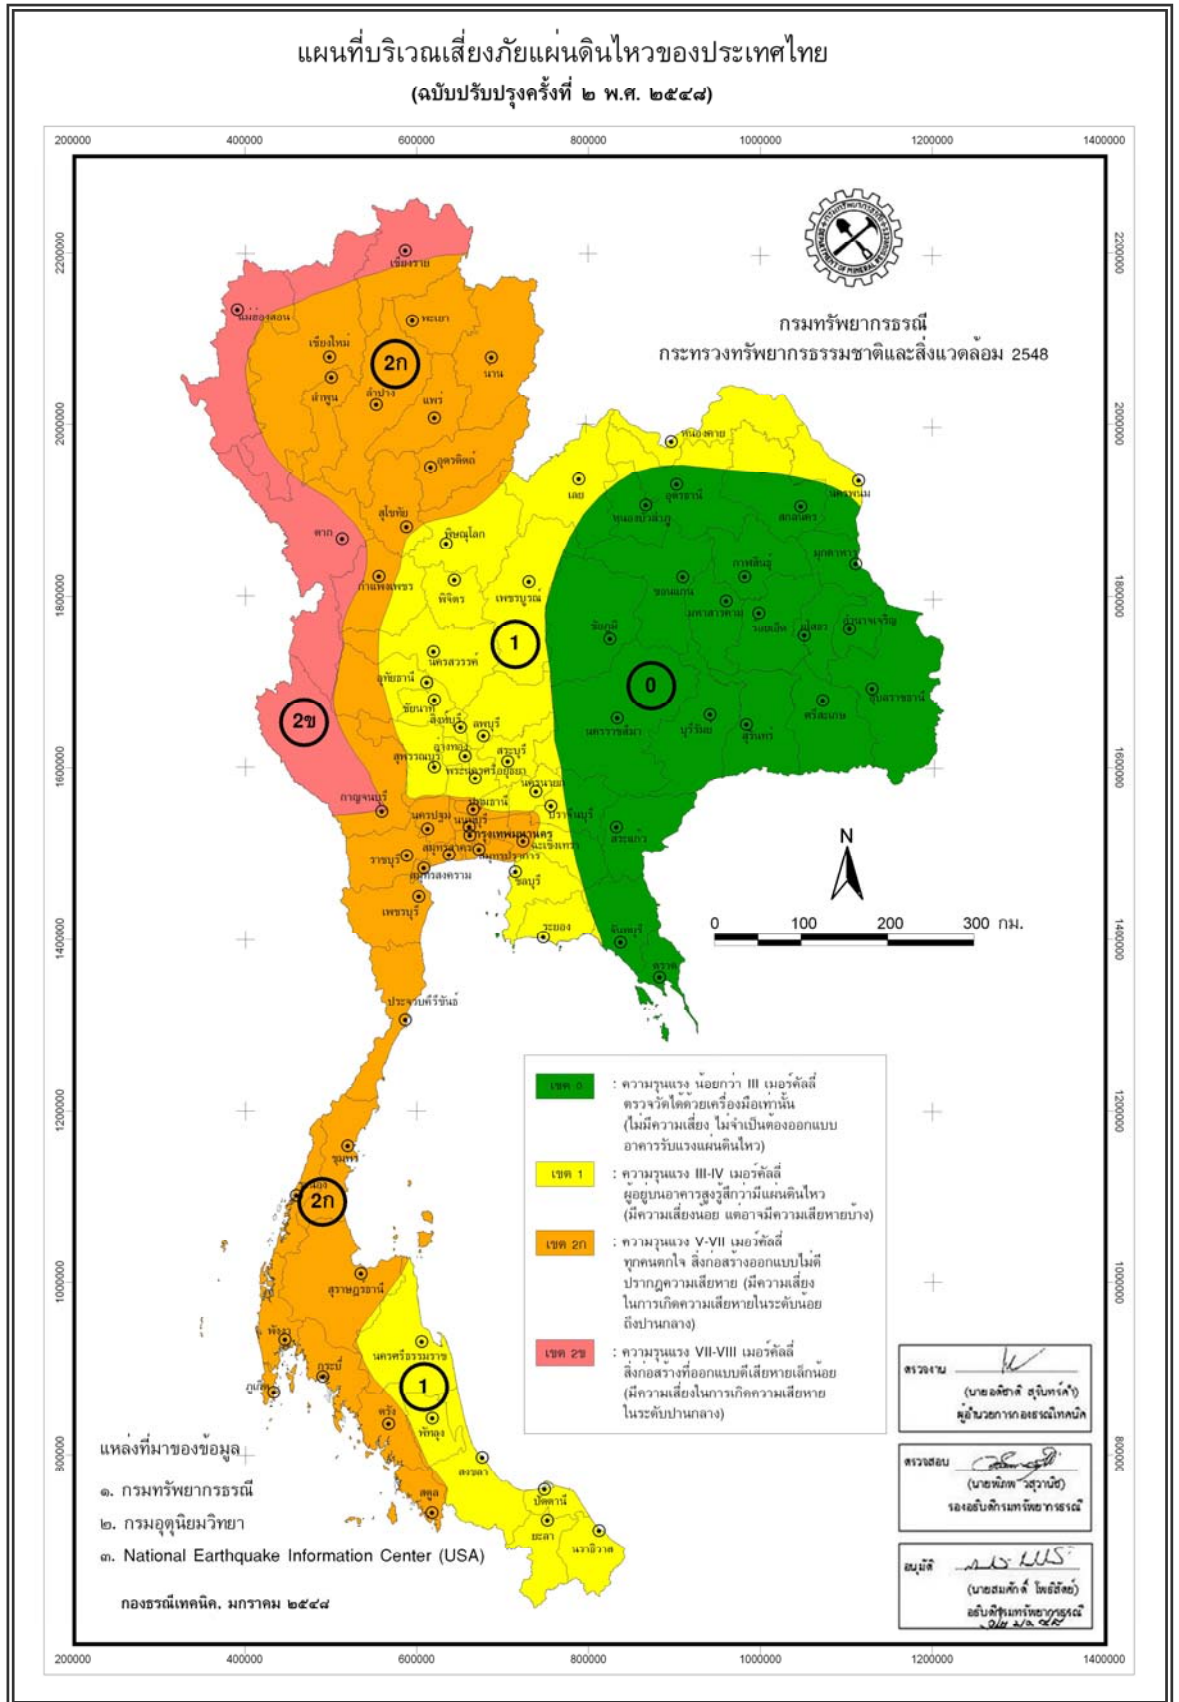 แผนที่บริเวณเสี่ยงภัยแผ่นดินไหวของประเทศไทย
(ฉบับปรับปรุงครั้งที่ ๒ พ.ศ. ๒๕๔๘)
200000
400000
600000
800000
1000000
1200000
1400000
2200000
2200000
เชียงราย
แม่ฮ่องสอน
พะเยา
เชียงใหม่
2ก
น่าน
ลำพูน
ลำปาง
แพร่
อุตรดิตถ์
DEPARTMENT OF MINERAL RESOURCES
กรมทรัพยากรธรณี
กรมทรัพยากรธรณี
กระทรวงทรัพยากรธรรมชาติและสิ่งแวดล้อม 2548
2000000
2000000
หนองคาย
เลย
อุดรธานี
นครพนม
หนองบัวลำภู
สกลนคร
สุโขทัย
ตาก
พิษณุโลก
มุกดาหาร
กำแพงเพชร
พิจิตร
เพชรบูรณ์
ขอนแก่น
กาฬสินธุ์
มหาสารคาม
ร้อยเอ็ด
ยโสธร
อำนาจเจริญ
1800000
1800000
ชัยภูมิ
1
0
นครสวรรค์
อุทัยธานี
ชัยนาท
สิงห์บุรี
ลพบุรี
2ข
อ่างทอง
สระบุรี
สุพรรณบุรี
พระนครศรีอยุธยา
นครราชสีมา
บุรีรัมย์
สุรินทร์
ศรีสะเกษ
อุบลราชธานี
1600000
1600000
นครนายก
กาญจนบุรี
ปทุมธานี
ปราจีนบุรี
นครปฐม
นนทบุรี
กรุงเทพมหานคร
ฉะเชิงเทรา
สระแก้ว
ราชบุรี
สมุทรสาคร
สมุทรปราการ
สมุทรสงคราม
ชลบุรี
เพชรบุรี
ระยอง
จันทบุรี
ตราด
N
0 100 200 300 กม.
1400000
1400000
ประจวบคีรีขันธ์
เขต 0 : ความรุนแรง น้อยกว่า III เมอร์คัลลี่
ตรวจวัดได้ด้วยเครื่องมือเท่านั้น
(ไม่มีความเสี่ยง ไม่จำเป็นต้องออกแบบ
อาคารรับแรงแผ่นดินไหว)
เขต 1 : ความรุนแรง III-IV เมอร์คัลลี่
ผู้อยู่บนอาคารสูงรู้สึกว่ามีแผ่นดินไหว
(มีความเสี่ยงน้อย แต่อาจมีความเสียหายบ้าง)
เขต 2ก : ความรุนแรง V-VII เมอร์คัลลี่
ทุกคนตกใจ สิ่งก่อสร้างออกแบบไม่ดี
ปรากฏความเสียหาย (มีความเสี่ยง
ในการเกิดความเสียหายในระดับน้อย
ถึงปานกลาง)
เขต 2ข : ความรุนแรง VII-VIII เมอร์คัลลี่
สิ่งก่อสร้างที่ออกแบบดีเสียหายเล็กน้อย
(มีความเสี่ยงในการเกิดความเสียหาย
ในระดับปานกลาง)
1200000
1200000
ชุมพร
ระนอง
2ก
1000000
1000000
สุราษฎร์ธานี
พังงา
นครศรีธรรมราช
กระบี่
ภูเก็ต
1
ตรัง
พัทลุง
สงขลา
สตูล
ปัตตานี
ยะลา
นราธิวาส
800000
800000
ตรวจงาน
ผู้อำนวยการกองธรณีเทคนิค
ตรวจสอบ
รองอธิบดีกรมทรัพยากรธรณี
อนุมัติ
(นายสมศักดิ์ โพธิสัตย์)
อธิบดีกรมทรัพยากรธรณี
แหล่งที่มาของข้อมูล
๑. กรมทรัพยากรธรณี
๒. กรมอุตุนิยมวิทยา
๓. National Earthquake Information Center (USA)
กองธรณีเทคนิค, มกราคม ๒๕๔๘
200000
400000
600000
800000
1000000
1200000
1400000